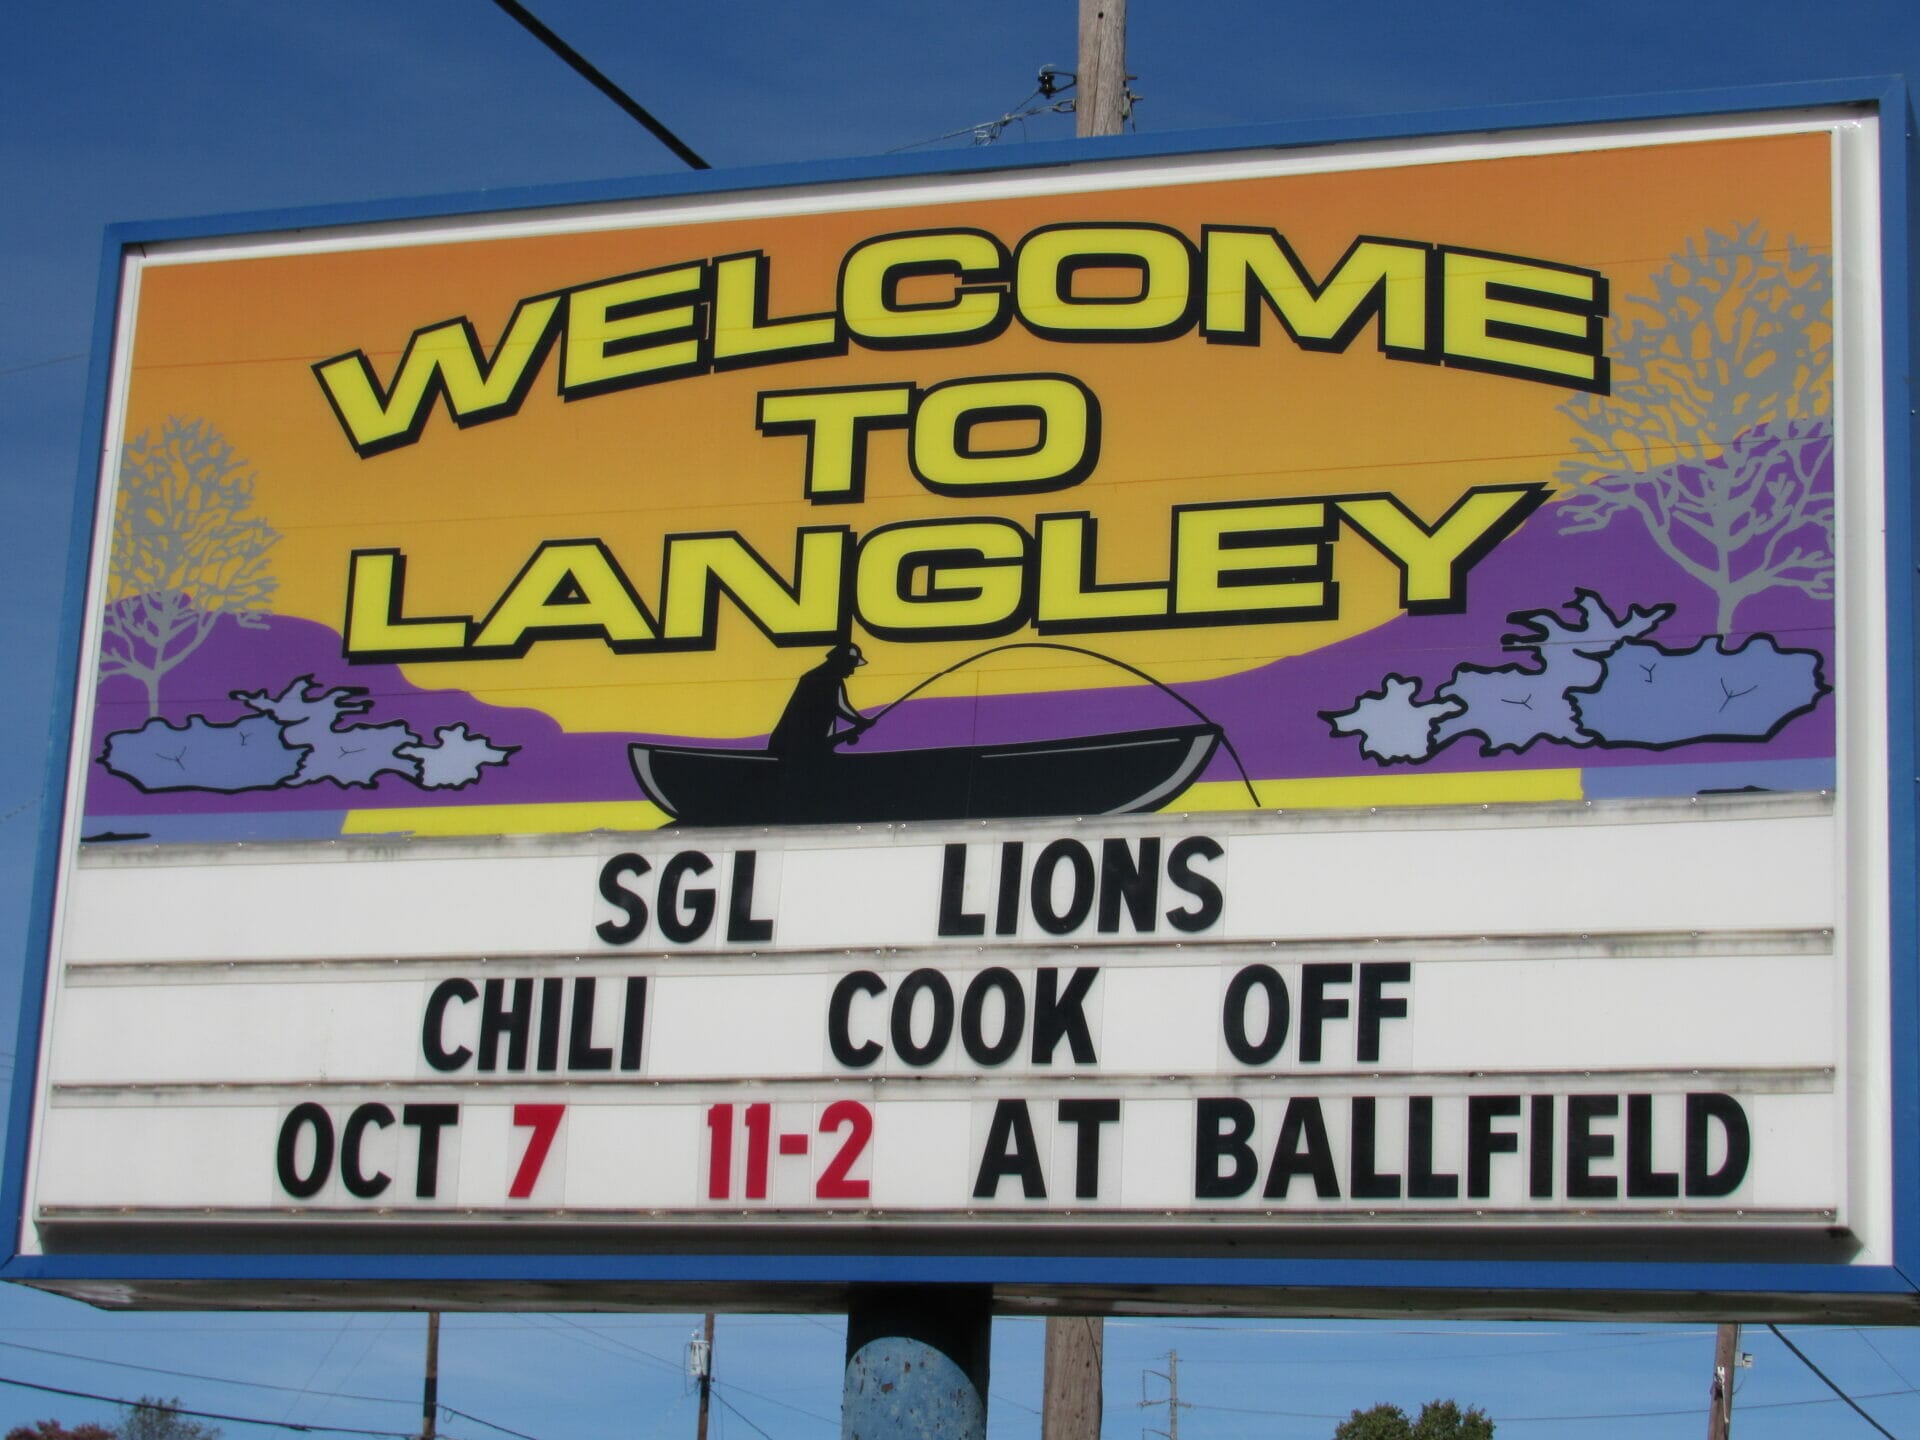 WELCOME
TO
LANGLEY
SGL LIONS
CHILI COOK OFF
OCT 7 11-2 AT BALLFIELD